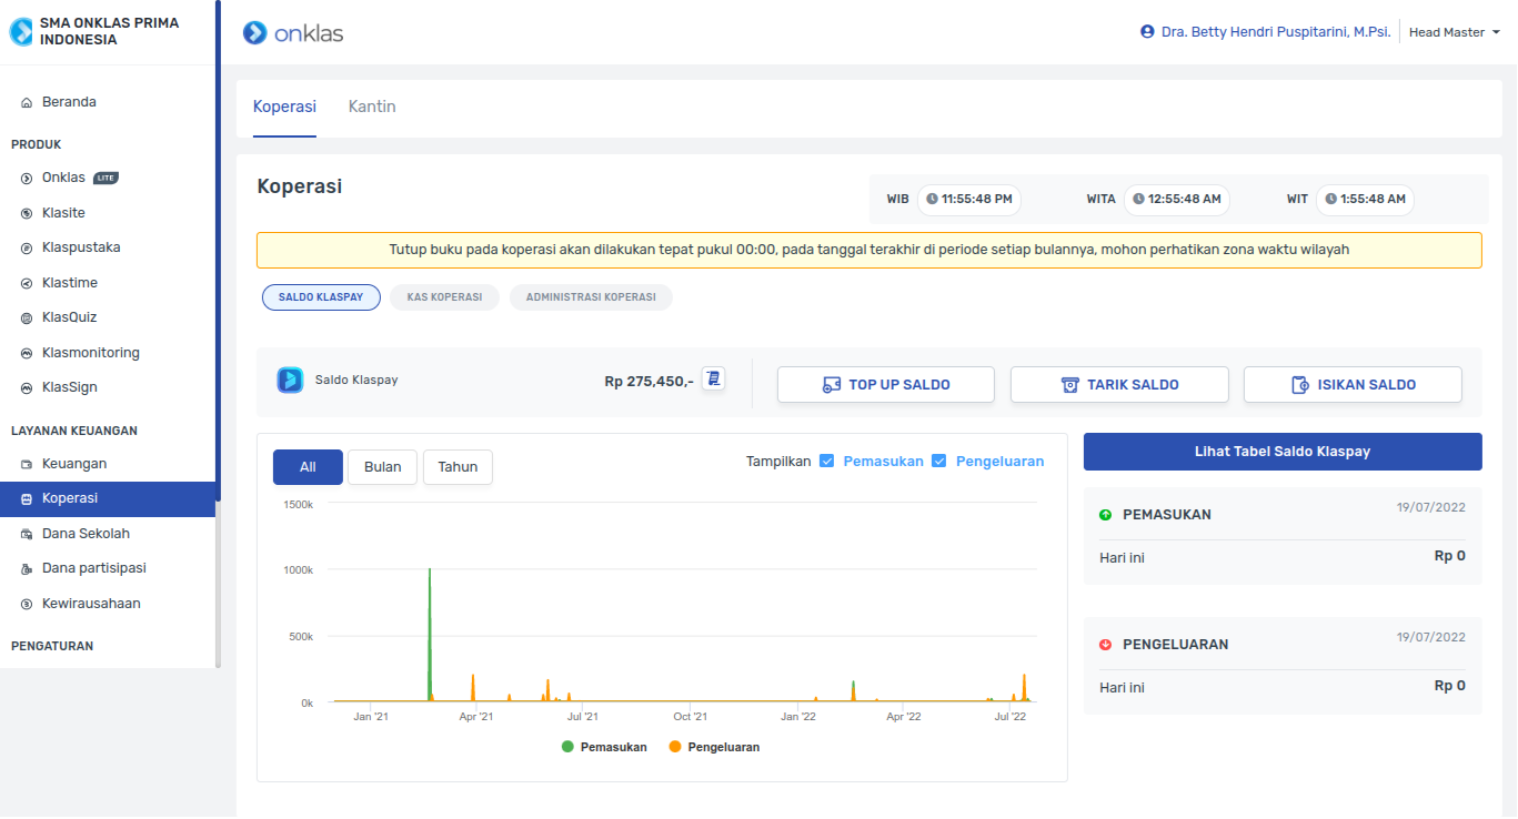 SMA ONKLAS PRIMA
INDONESIA
onklas
Dra. Betty Hendri Puspitarini, M.Psi.
Head Master
Beranda
PRODUK
Onklas LITE
Klasite
Klaspustaka
Klastime
KlasQuiz
Klasmonitoring
KlasSign
LAYANAN KEUANGAN
Keuangan
Koperasi
Dana Sekolah
Dana partisipasi
Kewirausahaan
PENGATURAN
Koperasi Kantin
Koperasi
WIB 11:55:48 PM WITA 12:55:48 AM WIT 1:55:48 AM
Tutup buku pada koperasi akan dilakukan tepat pukul 00:00, pada tanggal terakhir di periode setiap bulannya, mohon perhatikan zona waktu wilayah
SALDO KLASPAY KAS KOPERASI ADMINISTRASI KOPERASI
Saldo Klaspay Rp 275,450,- TOP UP SALDO TARIK SALDO ISIKAN SALDO
All Bulan Tahun Tampilkan Pemasukan Pengeluaran
1500k
1000k
500k
0k
Jan '21 Apr '21 Jul '21 Oct '21 Jan '22 Apr '22 Jul '22
Pemasukan Pengeluaran
Lihat Tabel Saldo Klaspay
PEMASUKAN 19/07/2022
Hari ini Rp 0
PENGELUARAN 19/07/2022
Hari ini Rp 0